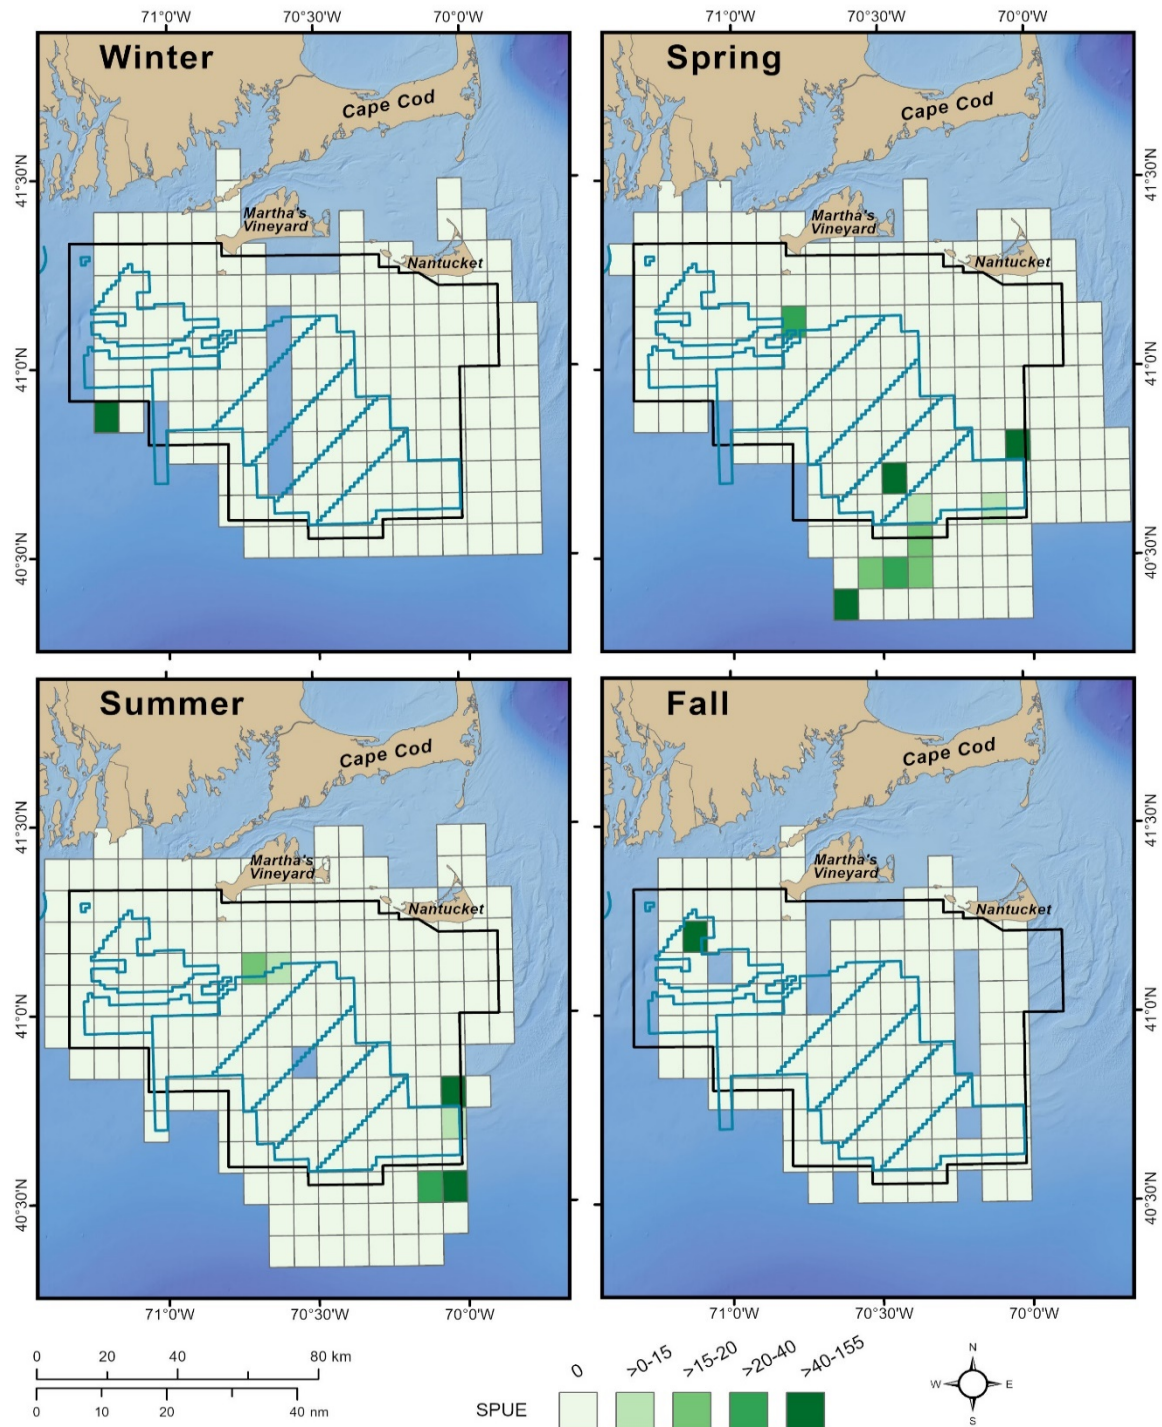 71°0'W 70°30'W 70°0'W
71°0'W 70°30'W 70°0'W
Winter
Cape Cod
Martha's
Vineyard
Nantucket
41°30'N
41°0'N
40°30'N
Spring
Cape Cod
Martha's
Vineyard
Nantucket
41°30'N
41°0'N
40°30'N
Summer
Cape Cod
Martha's
Vineyard
Nantucket
41°30'N
41°0'N
40°30'N
Fall
Cape Cod
Martha's
Vineyard
Nantucket
41°30'N
41°0'N
40°30'N
71°0'W 70°30'W 70°0'W
71°0'W 70°30'W 70°0'W
0 20 40 80 km
0 10 20 40 nm
SPUE
0 >0-15 >15-20 >20-40 >40-155
N
W E
S